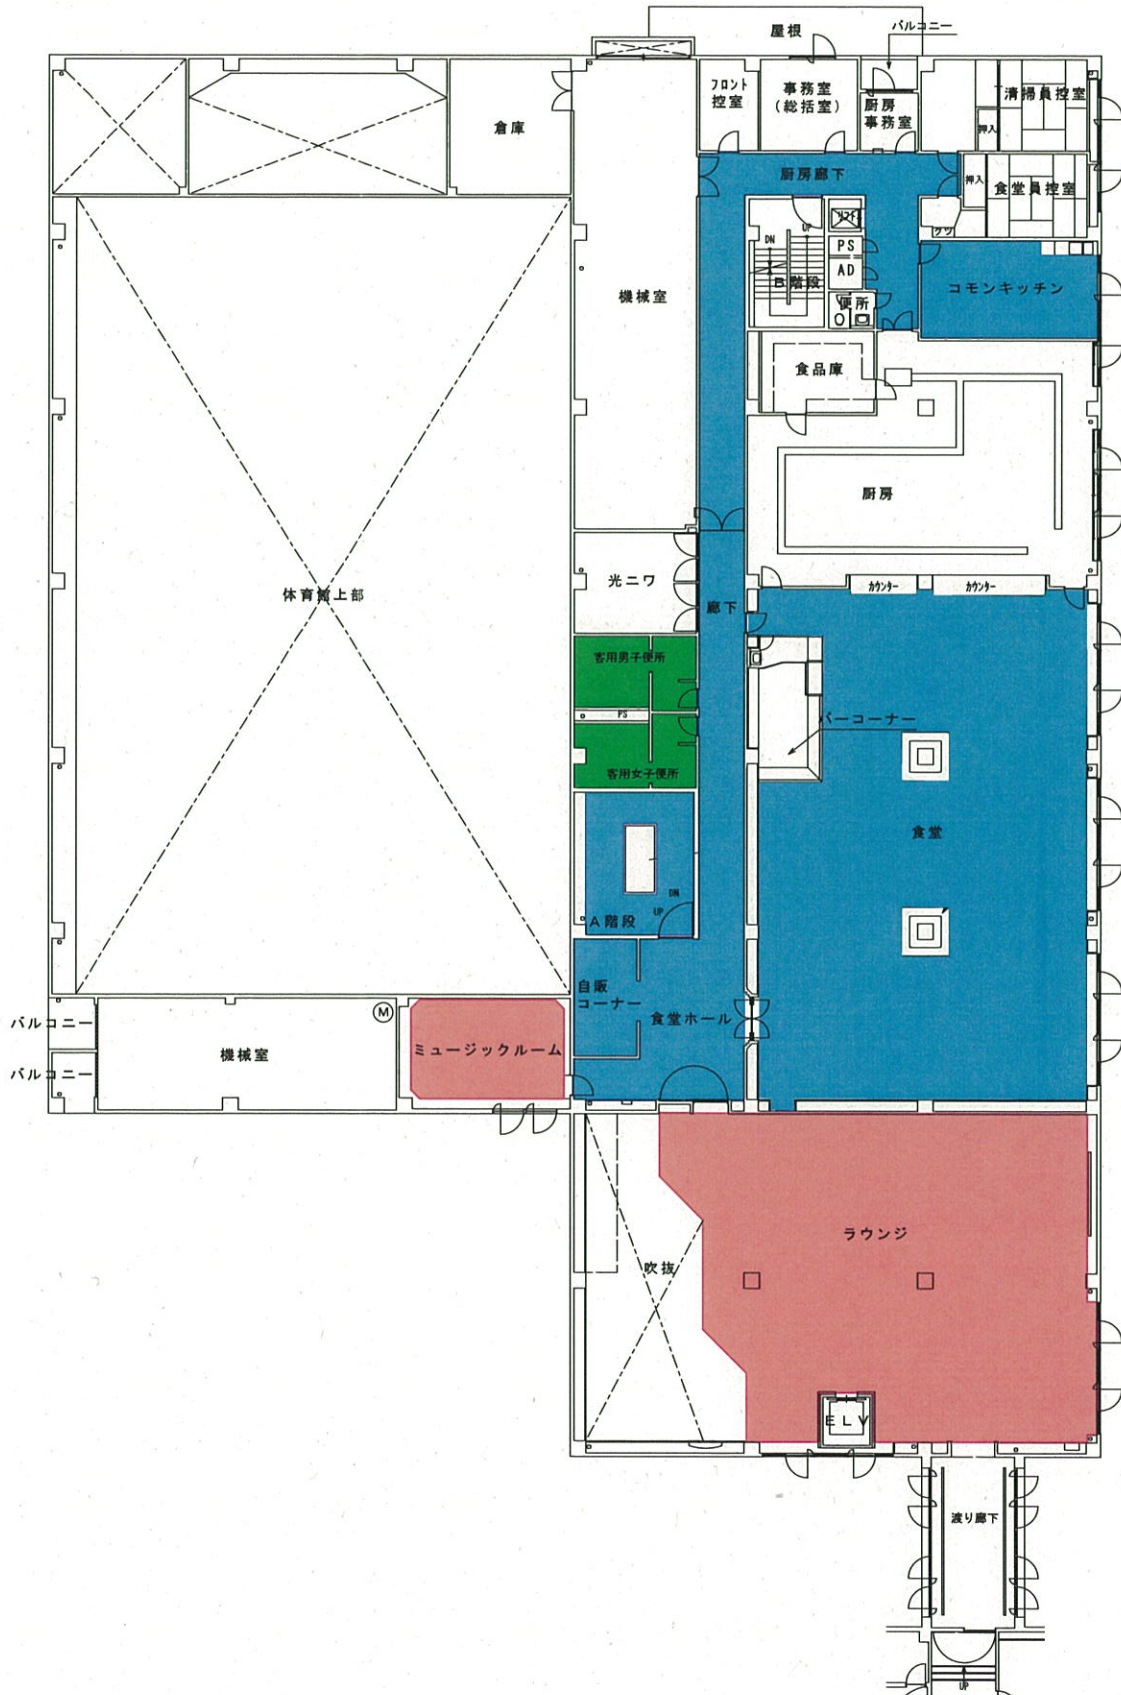 屋根
バルコニー
フロント
控室
事務室
(総括室)
厨房
事務室
清掃員控室
押入
倉庫
厨房廊下
押入
食堂員控室
リフト
クツ
UP
DN
PS
AD
B階段
便所
コモンキッチン
機械室
食品庫
厨房
体育館上部
光ニワ
カウンター
カウンター
廊下
客用男子便所
PS
バーコーナー
客用女子便所
食堂
DN
UP
A階段
自販
コーナー
食堂ホール
バルコニー
M
ミュージックルーム
機械室
バルコニー
ラウンジ
吹抜
ELV
渡り廊下
UP